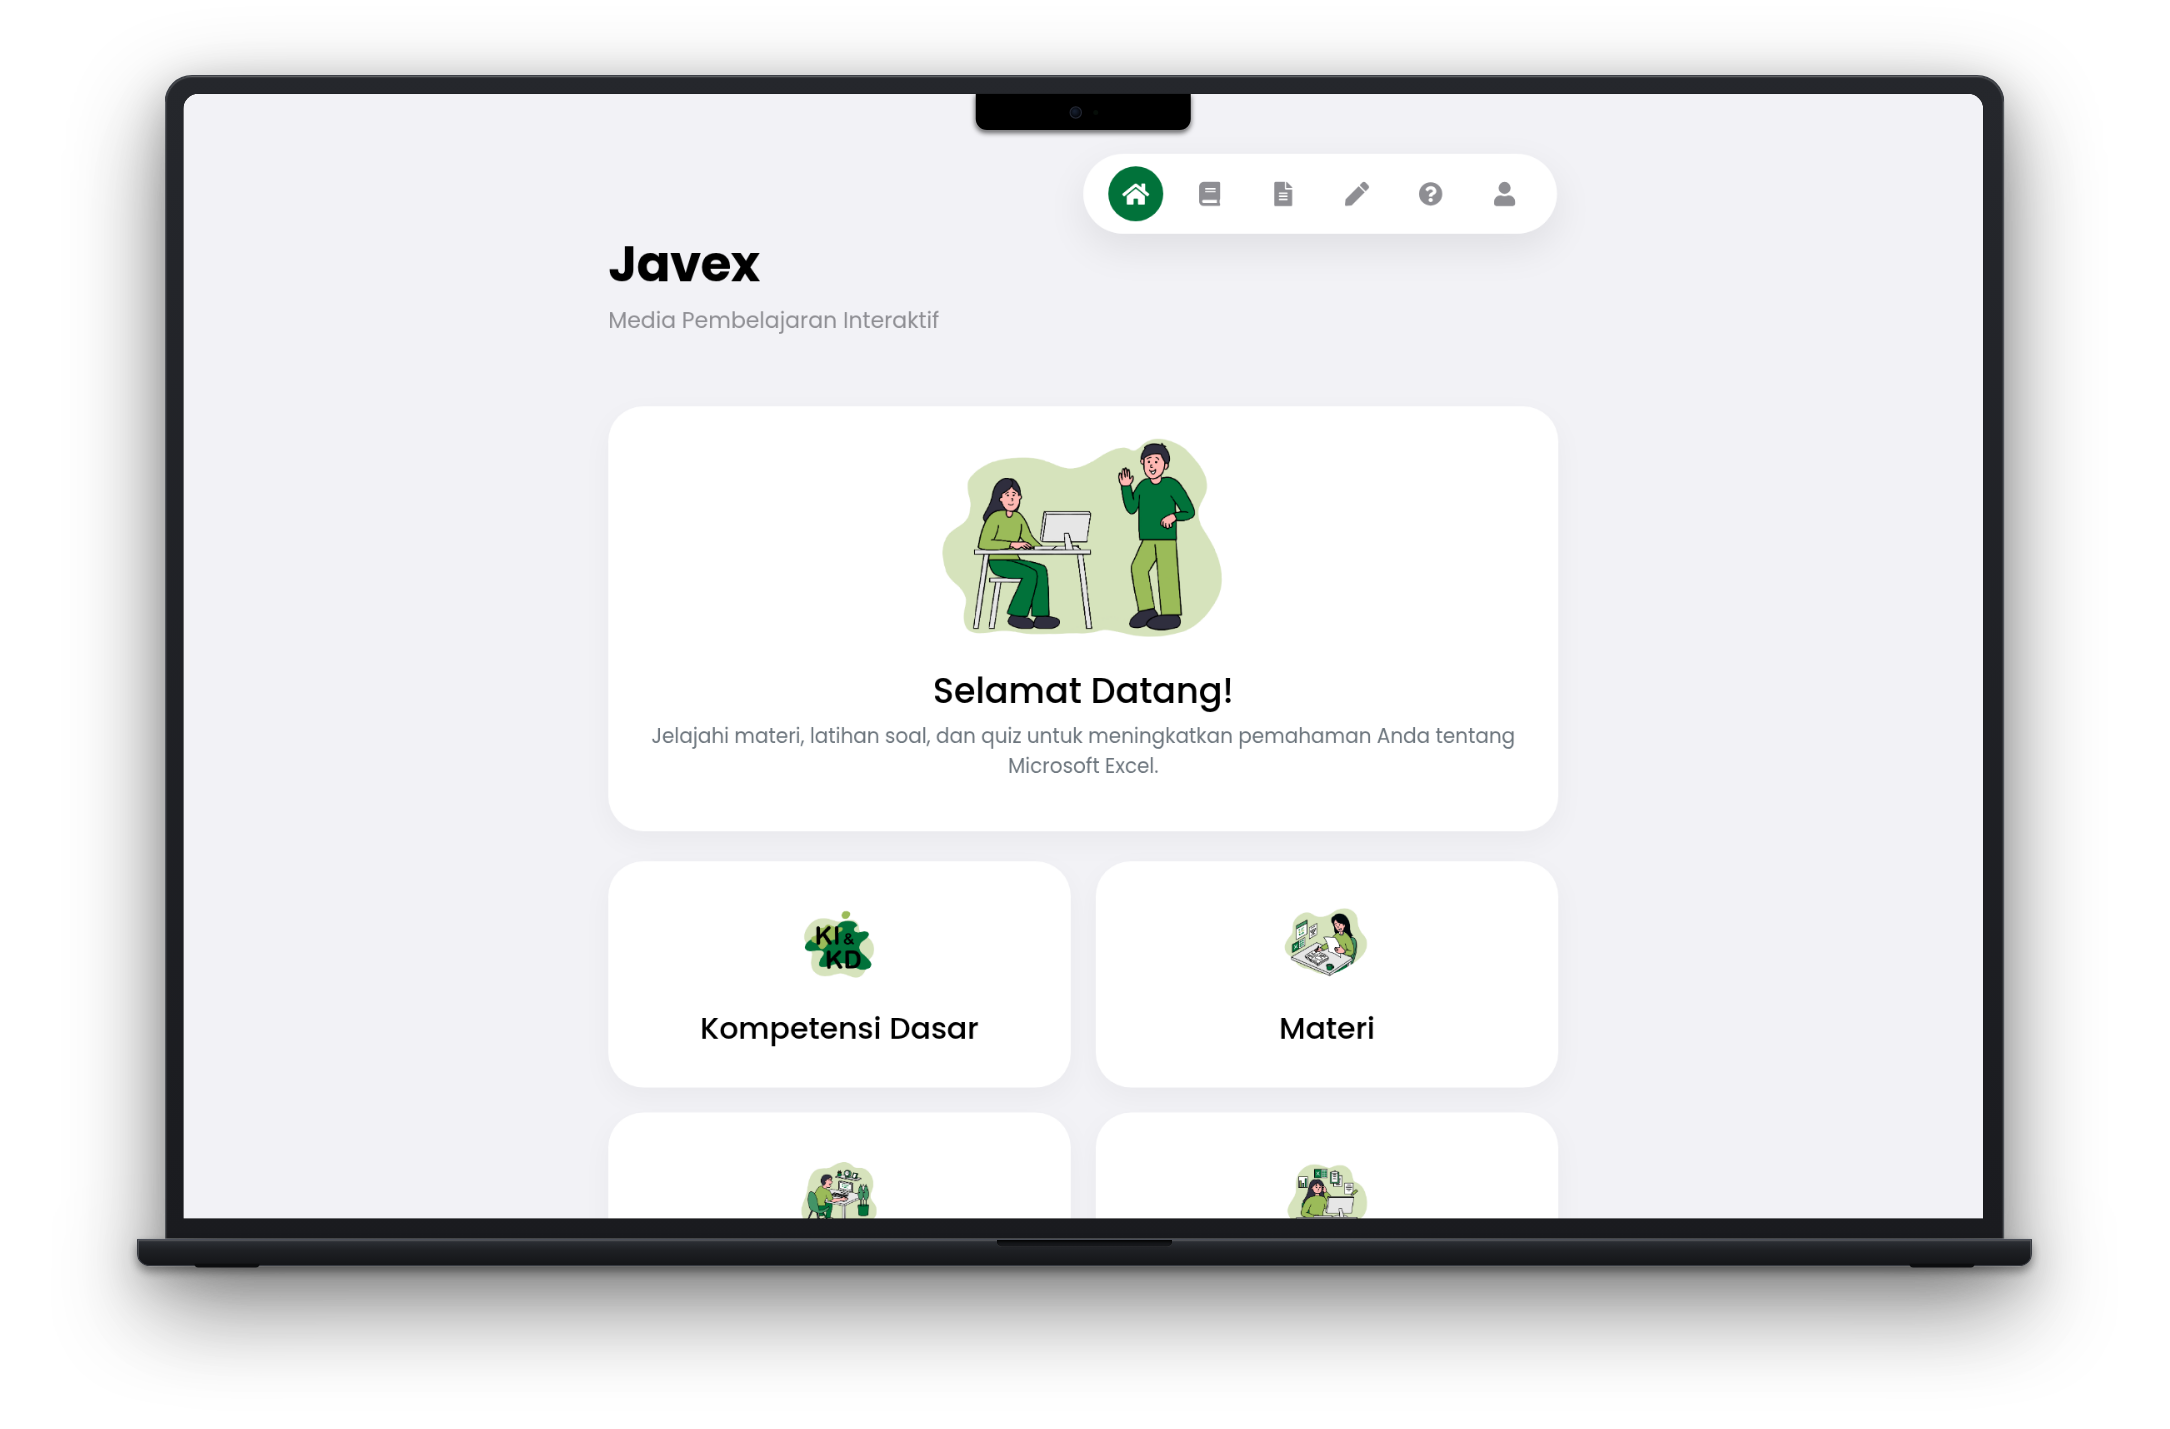 Javex
Media Pembelajaran Interaktif
Selamat Datang!
Jelajahi materi, latihan soal, dan quiz untuk meningkatkan pemahaman Anda tentang
Microsoft Excel.
KI &
KD
Kompetensi Dasar
Materi